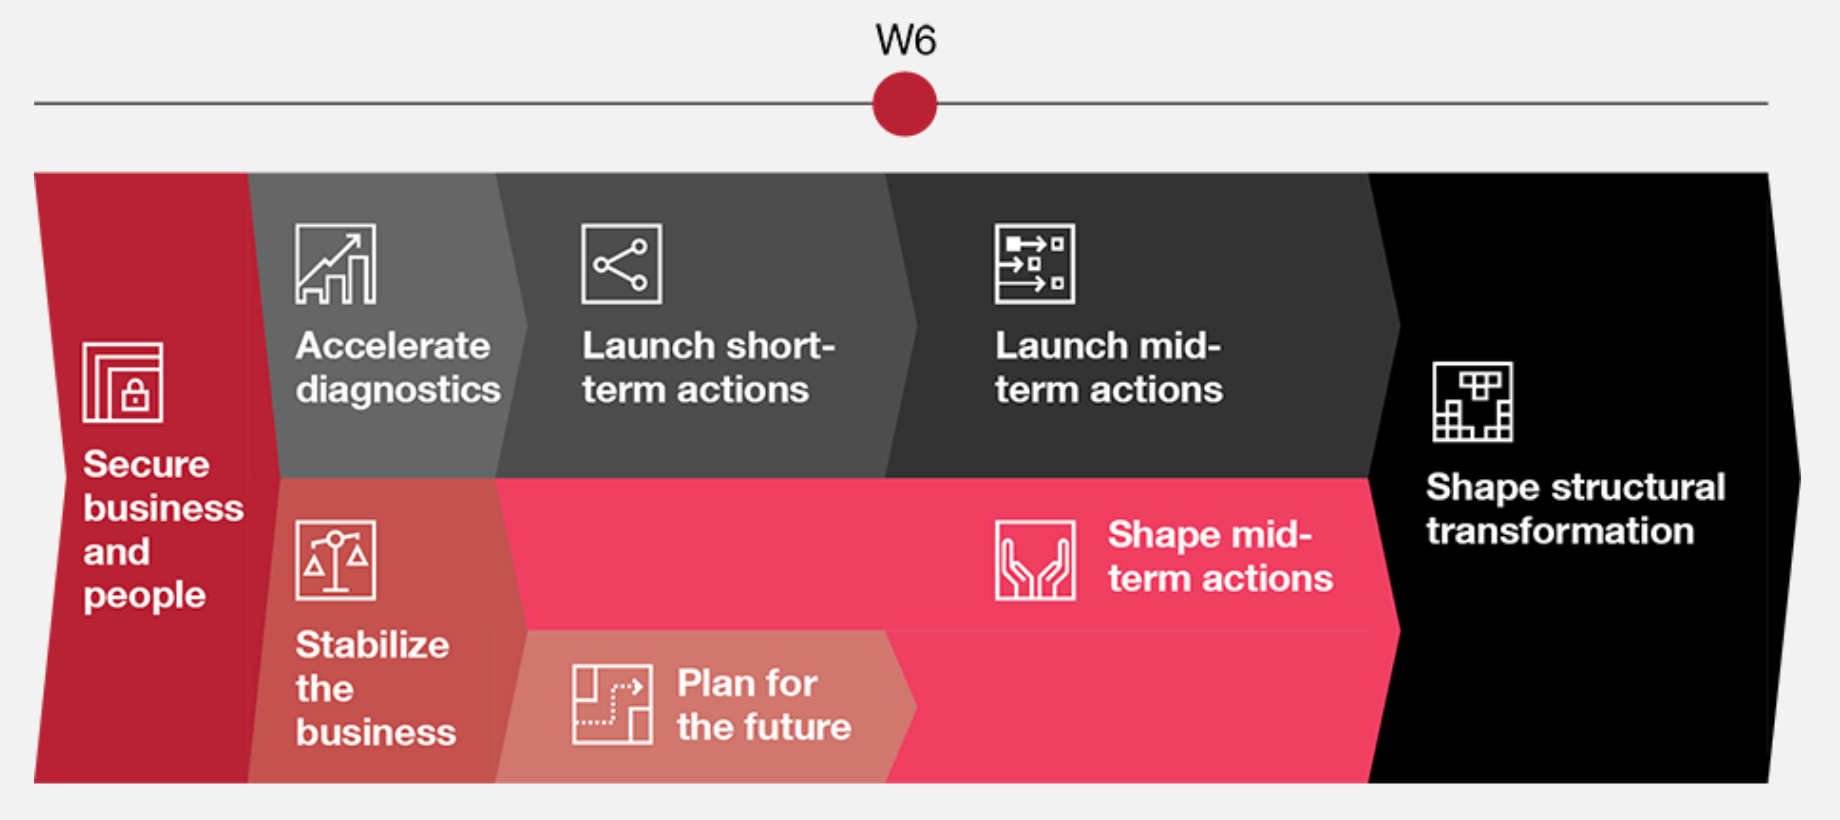 W6
Secure
business
and
people
Accelerate
diagnostics
Launch short-
term actions
Launch mid-
term actions
Stabilize
the
business
Shape mid-
term actions
Plan for
the future
Shape structural
transformation